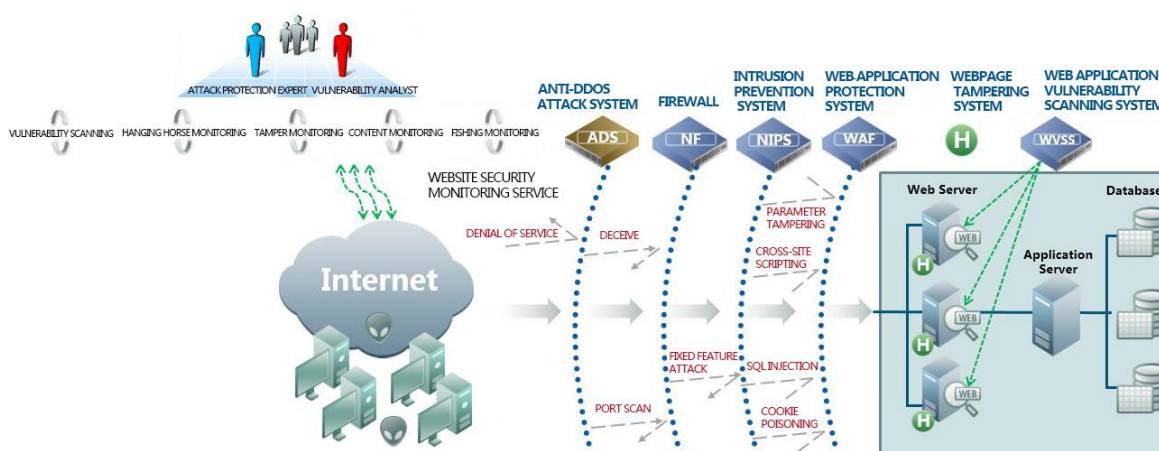 ATTACK PROTECTION EXPERT
VULNERABILITY ANALYST
VULNERABILITY SCANNING
HANGING HORSE MONITORING
TAMPER MONITORING
CONTENT MONITORING
FISHING MONITORING
WEBSITE SECURITY
MONITORING SERVICE
Internet
ANTI-DDOS
ATTACK SYSTEM
ADS
FIREWALL
NF
INTRUSION
PREVENTION
SYSTEM
NIPS
WEB APPLICATION
PROTECTION
SYSTEM
WAF
WEBPAGE
TAMPERING
SYSTEM
H
WEB APPLICATION
VULNERABILITY
SCANNING SYSTEM
WVSS
DENIAL OF SERVICE
DECEIVE
PARAMETER
TAMPERING
CROSS-SITE
SCRIPTING
FIXED FEATURE
ATTACK
SQL INJECTION
PORT SCAN
COOKIE
POISONING
Web Server
WEB
H
WEB
H
WEB
H
Application
Server
Database